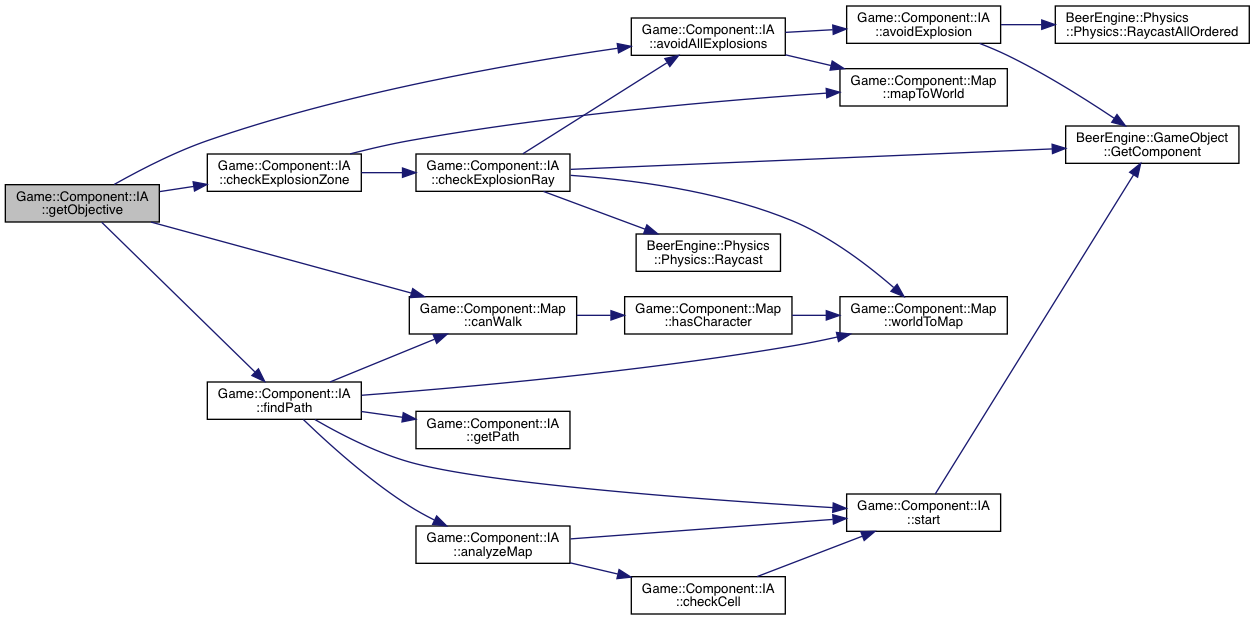 Game::Component::IA
::getObjective
Game::Component::IA
::checkExplosionZone
Game::Component::IA
::checkExplosionRay
Game::Component::IA
::avoidAllExplosions
Game::Component::IA
::avoidExplosion
BeerEngine::Physics
::Physics::RaycastAllOrdered
Game::Component::Map
::mapToWorld
BeerEngine::GameObject
::GetComponent
BeerEngine::Physics
::Physics::Raycast
Game::Component::Map
::canWalk
Game::Component::Map
::hasCharacter
Game::Component::Map
::worldToMap
Game::Component::IA
::findPath
Game::Component::IA
::getPath
Game::Component::IA
::start
Game::Component::IA
::analyzeMap
Game::Component::IA
::checkCell